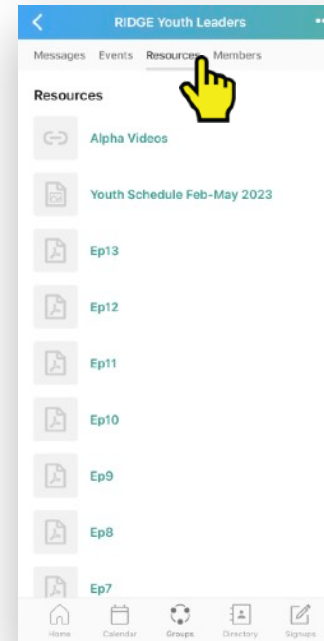 RIDGE Youth Leaders
Messages Events Resources Members
Resources
Alpha Videos
Youth Schedule Feb-May 2023
Ep13
Ep12
Ep11
Ep10
Ep9
Ep8
Ep7
Home Calendar Groups Directory Signups